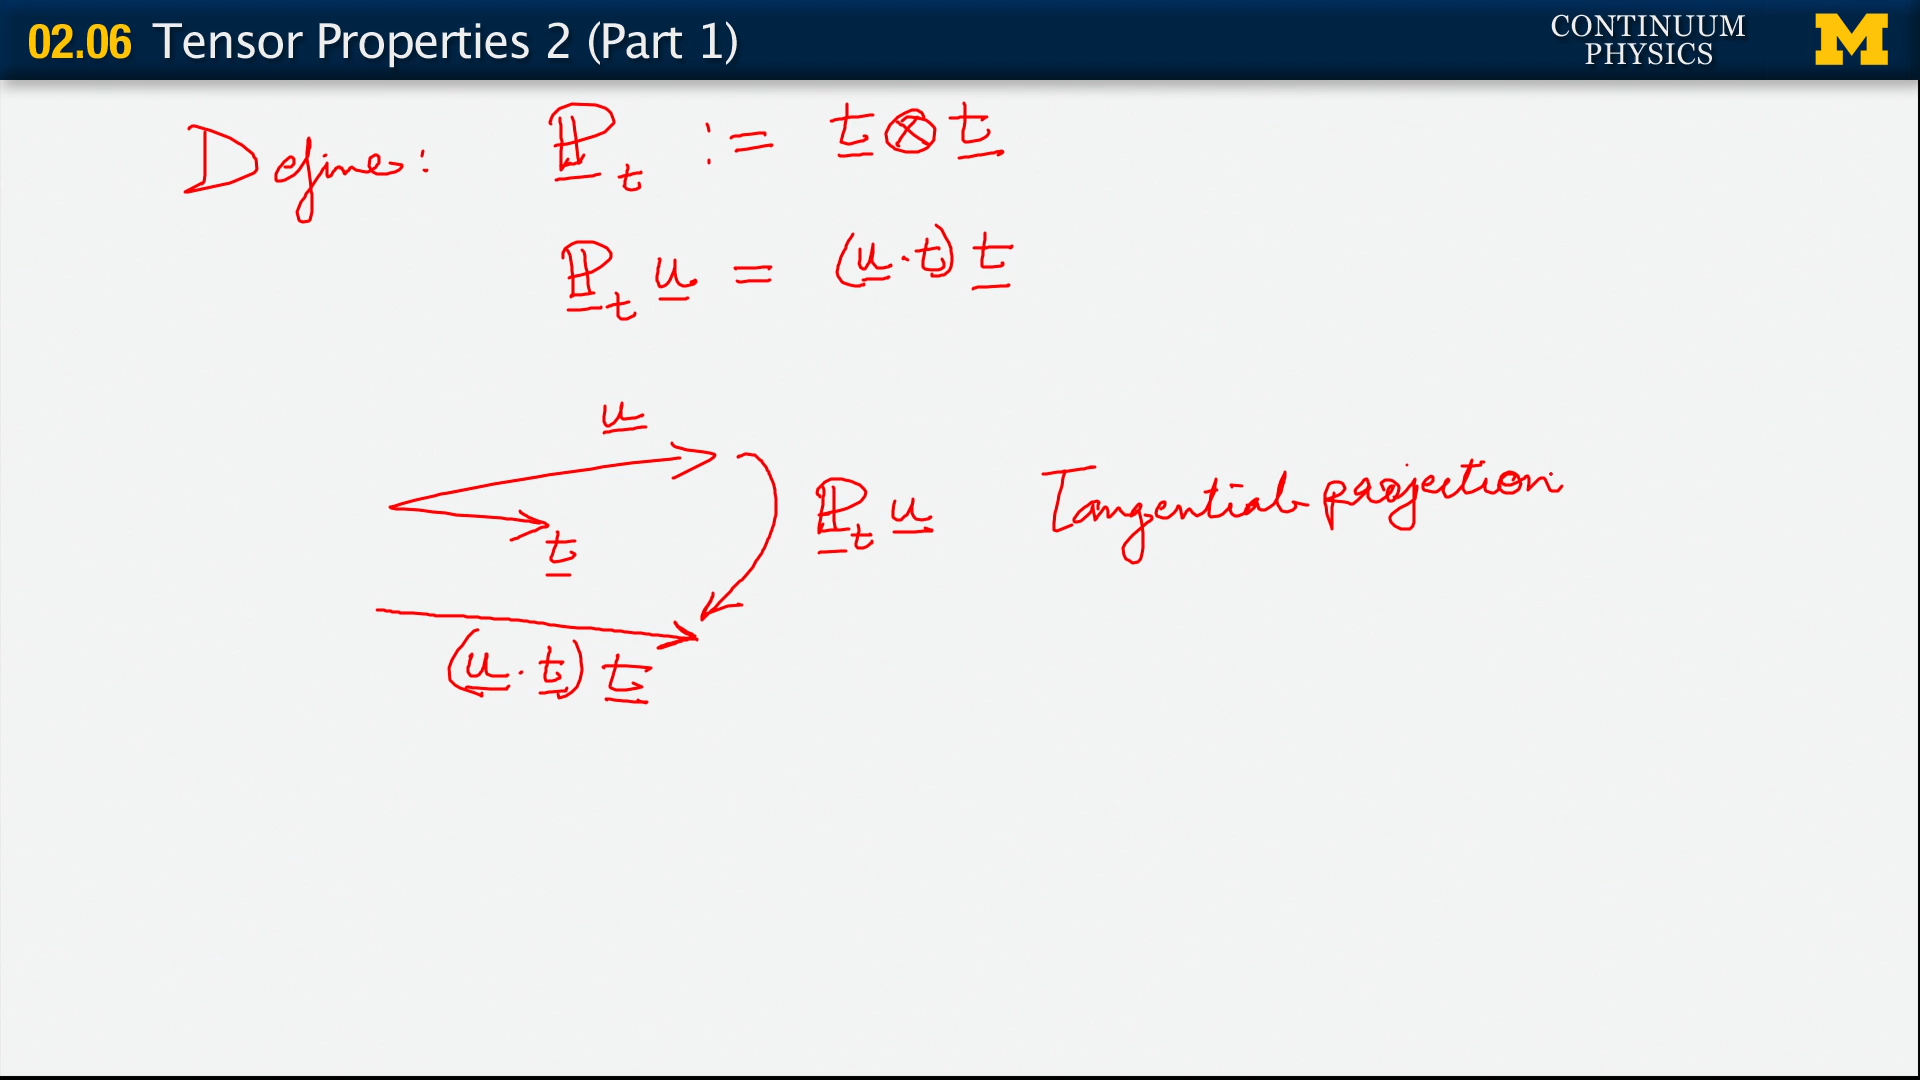 02.06 Tensor Properties 2 (Part 1)
CONTINUUM
PHYSICS
M
Define: ℙ_t := t ⊗ t
ℙ_t u = (u · t) t
u
t
ℙ_t u Tangential projection
(u · t) t